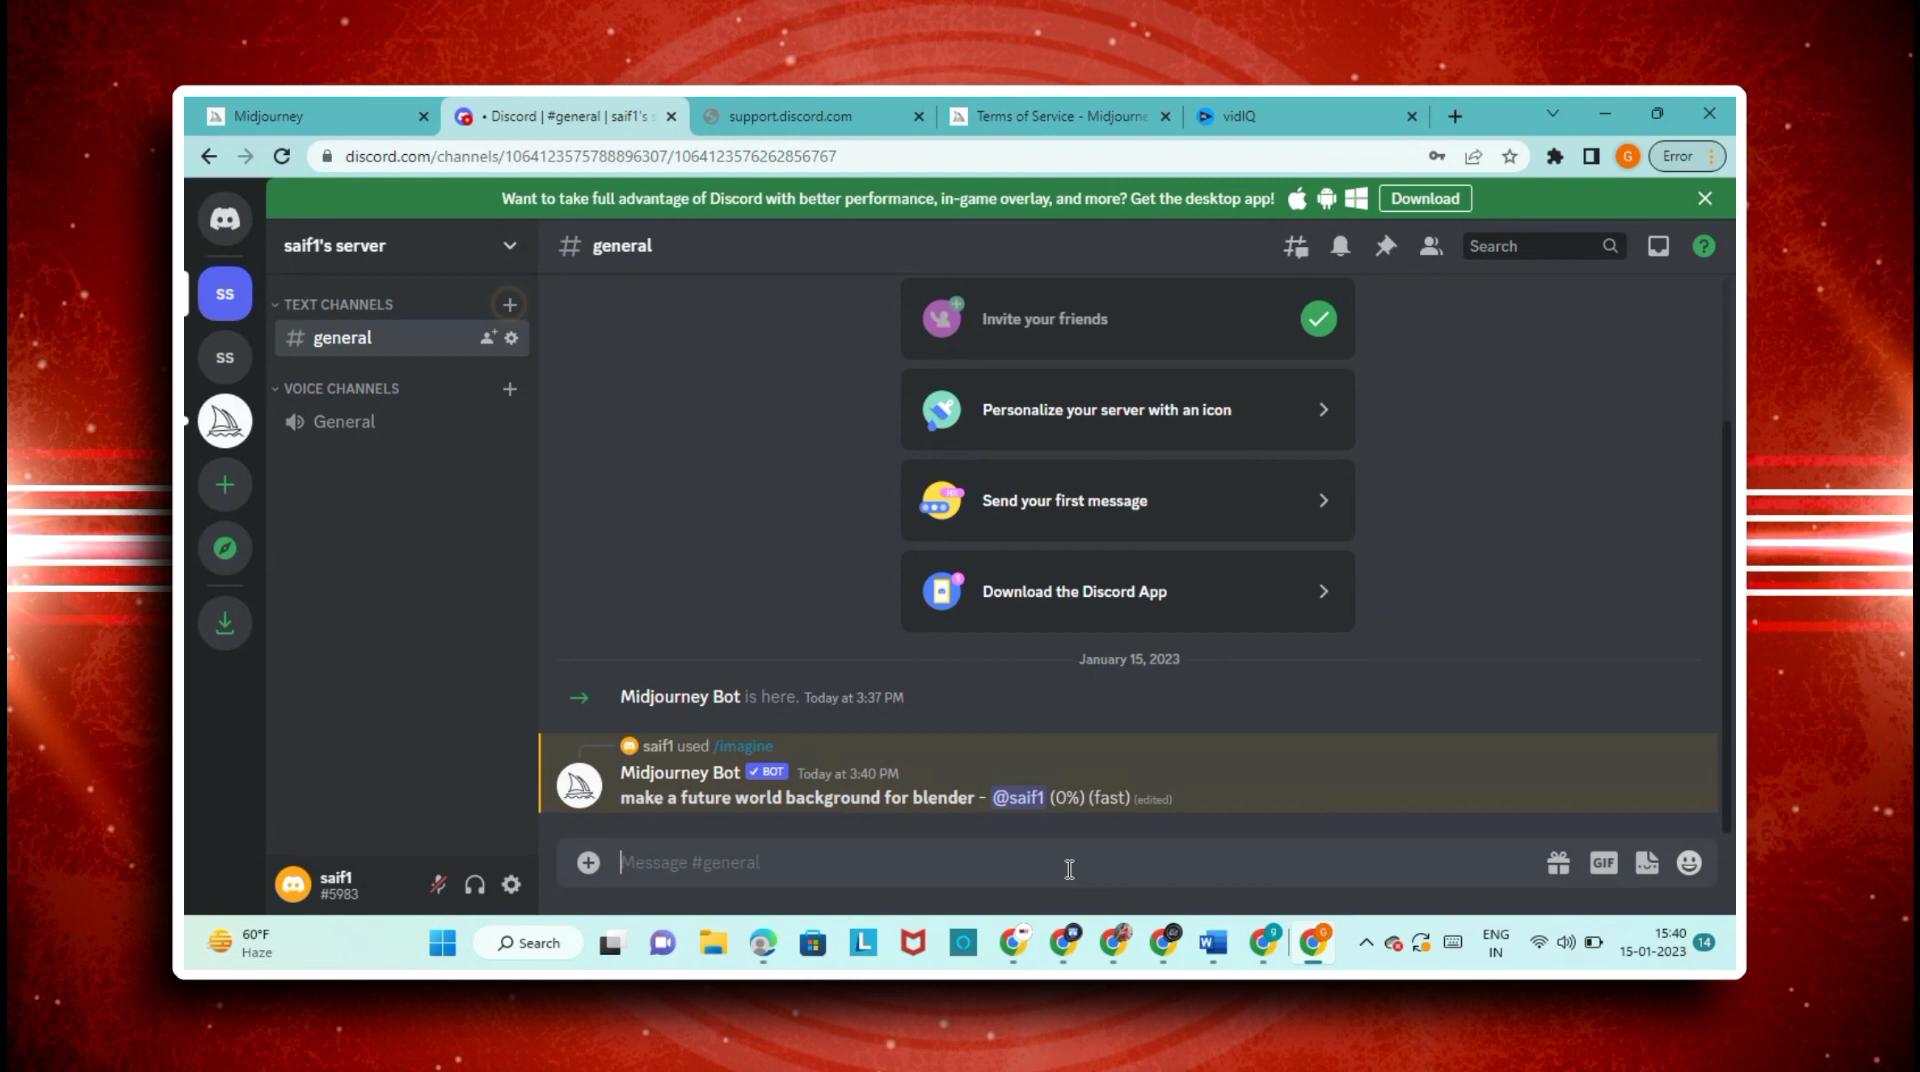 Midjourney
• Discord | #general | saif1's s
support.discord.com
Terms of Service - Midjourne
vidIQ
discord.com/channels/1064123575788896307/1064123576262856767
G
Error
Want to take full advantage of Discord with better performance, in-game overlay, and more? Get the desktop app!
Download
saif1's server
general
Search
SS
TEXT CHANNELS
general
SS
VOICE CHANNELS
General
Invite your friends
Personalize your server with an icon
Send your first message
Download the Discord App
January 15, 2023
Midjourney Bot is here. Today at 3:37 PM
saif1 used /imagine
Midjourney Bot ✓ BOT Today at 3:40 PM
make a future world background for blender - @saif1 (0%) (fast) (edited)
Message #general
GIF
saif1
#5983
60°F
Haze
Search
ENG
IN
15:40
15-01-2023
14